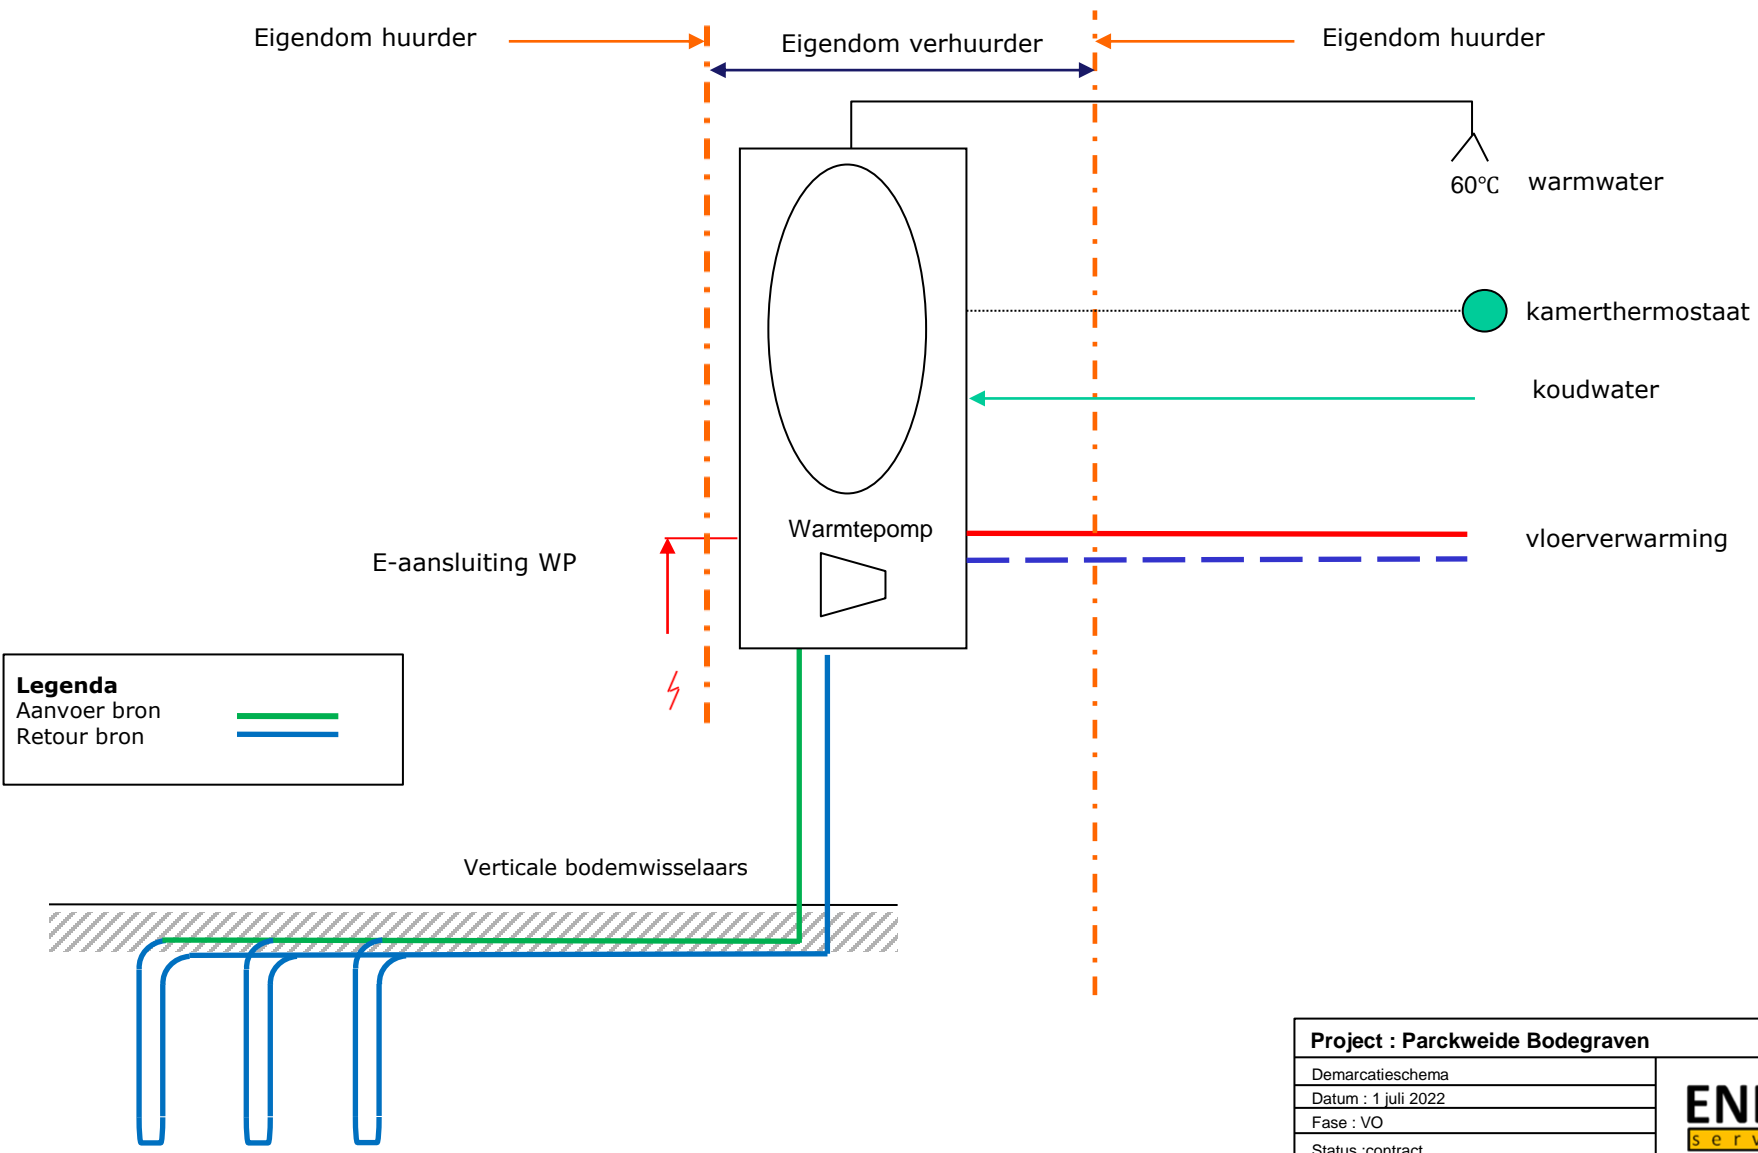 Eigendom huurder
Eigendom verhuurder
Eigendom huurder
60°C warmwater
kamerthermostaat
koudwater
Warmtepomp
vloerverwarming
E-aansluiting WP
Legenda
Aanvoer bron
Retour bron
Verticale bodemwisselaars
Project : Parckweide Bodegraven
Demarcatieschema
Datum : 1 juli 2022
Fase : VO
Status :contract